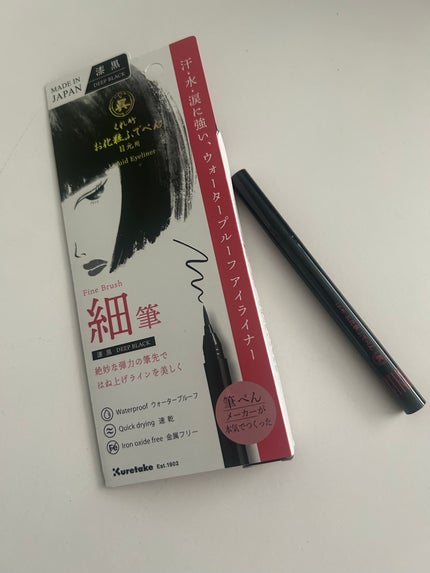 MADE IN
JAPAN
漆黒
DEEP BLACK
くれ竹
お化粧ふでぺん
目元用
Liquid Eyeliner
汗・水・涙に強い、ウォータープルーフ アイライナー
Fine Brush
細筆
漆黒 DEEP BLACK
絶妙な弾力の筆先で
はね上げラインを美しく
Waterproof ウォータープルーフ
Quick drying 速乾
Fe Iron oxide free 金属フリー
筆ぺん
メーカーが
本気でつくった
Kuretake Est.1902